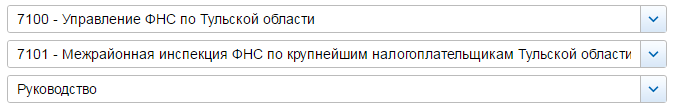 7100 - Управление ФНС по Тульской области
7101 - Межрайонная инспекция ФНС по крупнейшим налогоплательщикам Тульской области
Руководство